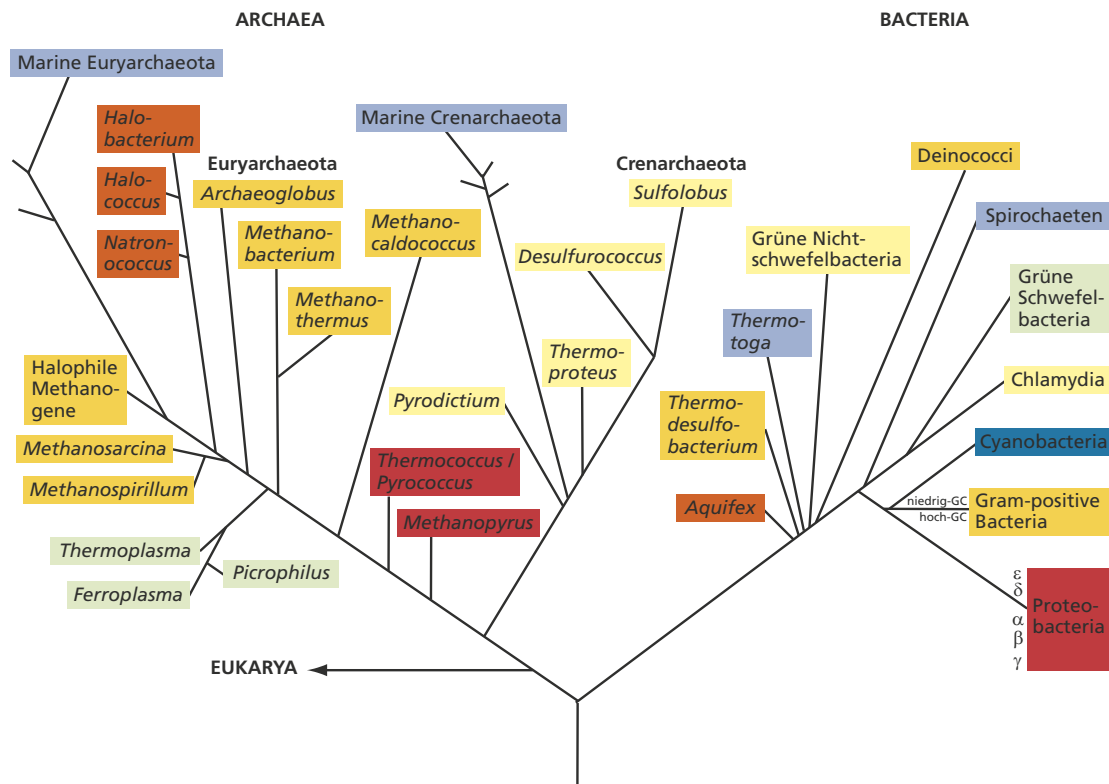 ARCHAEA
BACTERIA
Marine Euryarchaeota
Halo-
bacterium
Halo-
coccus
Natron-
ococcus
Euryarchaeota
Archaeoglobus
Methano-
bacterium
Methano-
thermus
Methano-
caldococcus
Marine Crenarchaeota
Crenarchaeota
Sulfolobus
Desulfurococcus
Thermo-
proteus
Pyrodictium
Halophile
Methano-
gene
Methanosarcina
Methanospirillum
Thermococcus /
Pyrococcus
Methanopyrus
Thermoplasma
Picrophilus
Ferroplasma
EUKARYA
Deinococci
Spirochaeten
Grüne Nicht-
schwefelbacteria
Grüne
Schwefel-
bacteria
Thermo-
toga
Chlamydia
Thermo-
desulfo-
bacterium
Cyanobacteria
Aquifex
niedrig-GC
hoch-GC
Gram-positive
Bacteria
ε
δ
α
β
γ
Proteo-
bacteria